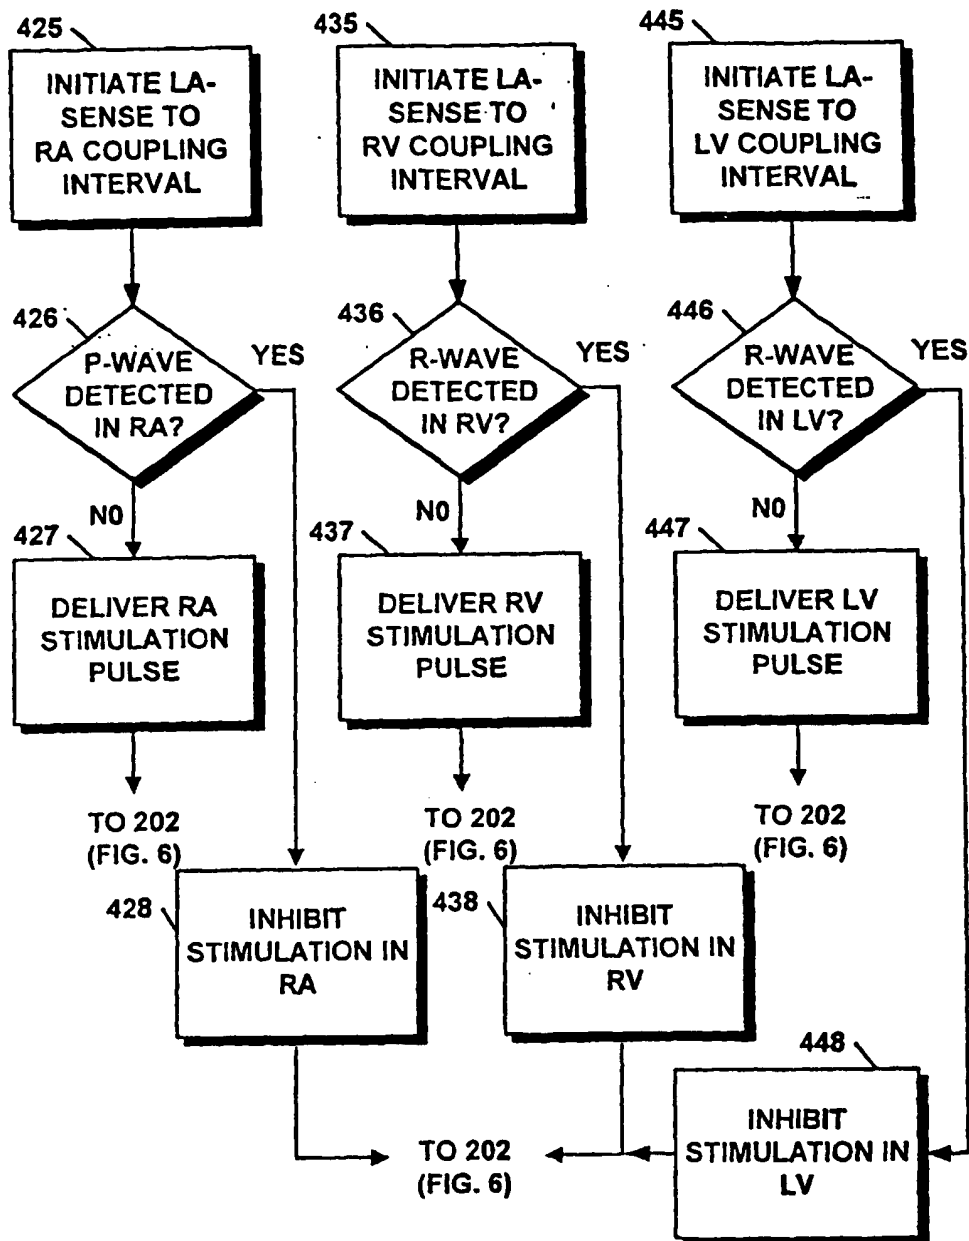 425
INITIATE LA-
SENSE TO
RA COUPLING
INTERVAL
435
INITIATE LA-
SENSE TO
RV COUPLING
INTERVAL
445
INITIATE LA-
SENSE TO
LV COUPLING
INTERVAL
426
P-WAVE
DETECTED
IN RA?
YES
NO
436
R-WAVE
DETECTED
IN RV?
YES
NO
446
R-WAVE
DETECTED
IN LV?
YES
NO
427
DELIVER RA
STIMULATION
PULSE
437
DELIVER RV
STIMULATION
PULSE
447
DELIVER LV
STIMULATION
PULSE
TO 202
(FIG. 6)
TO 202
(FIG. 6)
TO 202
(FIG. 6)
428
INHIBIT
STIMULATION IN
RA
438
INHIBIT
STIMULATION IN
RV
448
INHIBIT
STIMULATION IN
LV
TO 202
(FIG. 6)